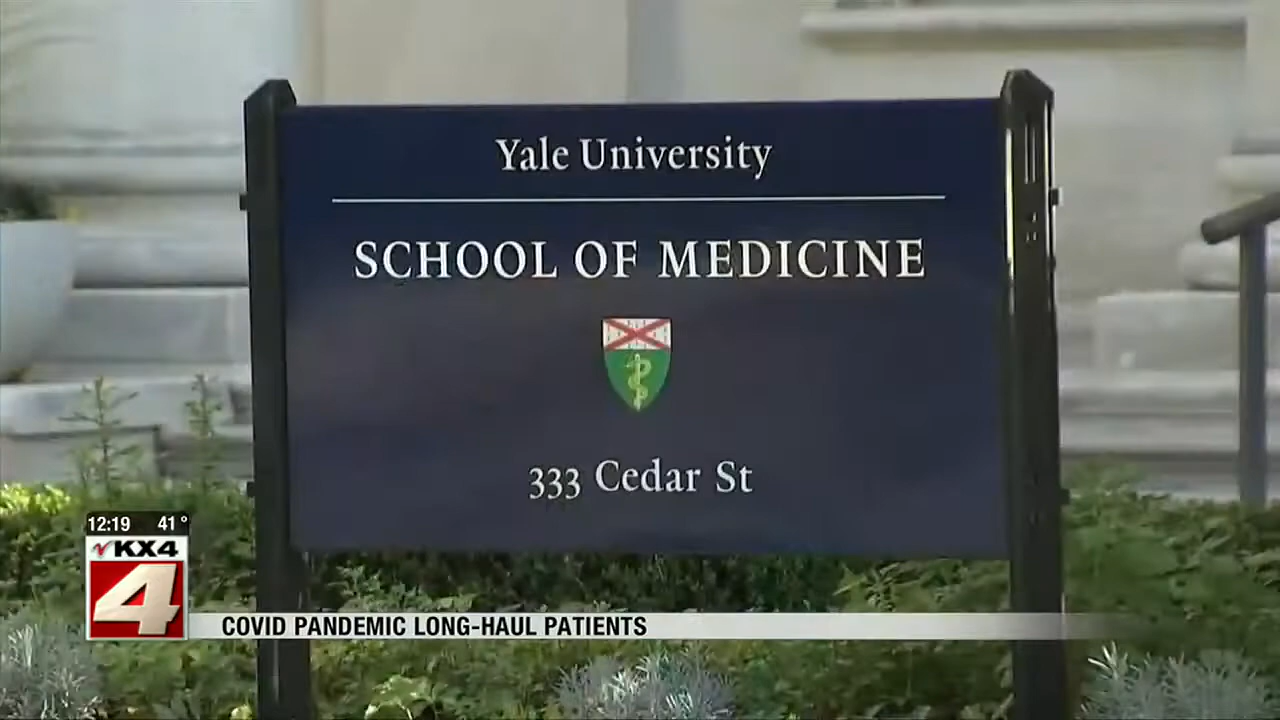 Yale University
SCHOOL OF MEDICINE
333 Cedar St
12:19 41°
KX4
4
COVID PANDEMIC LONG-HAUL PATIENTS